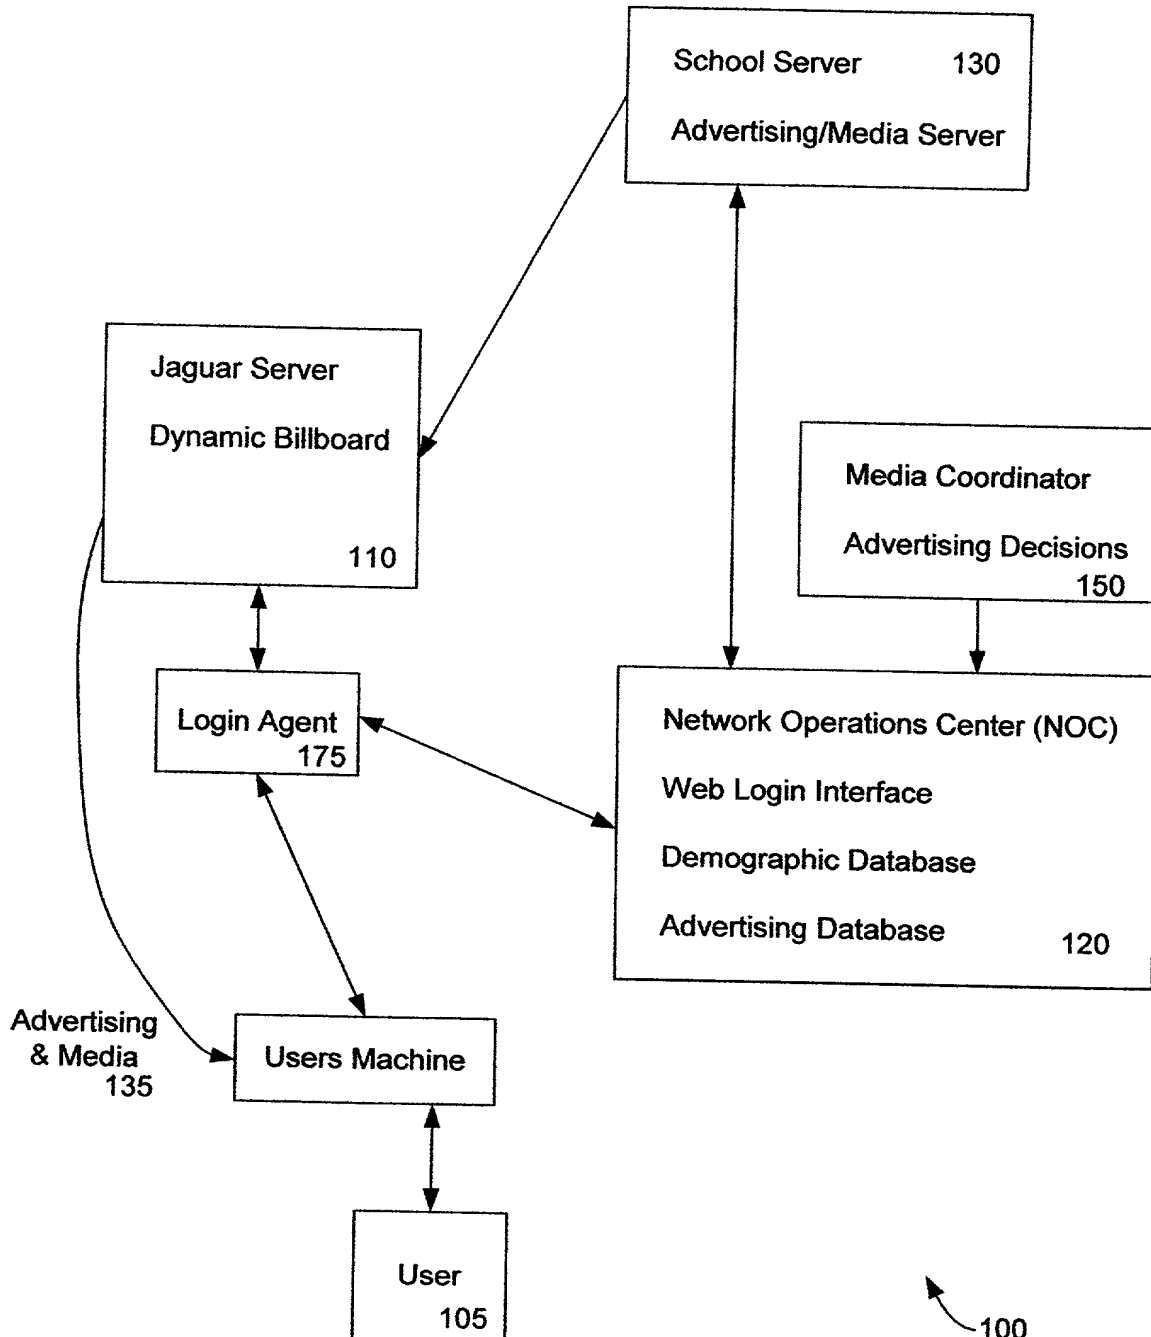 School Server 130
Advertising/Media Server
Jaguar Server
Dynamic Billboard
110
Media Coordinator
Advertising Decisions
150
Login Agent
175
Network Operations Center (NOC)
Web Login Interface
Demographic Database
Advertising Database 120
Advertising
& Media
135
Users Machine
User
105
100